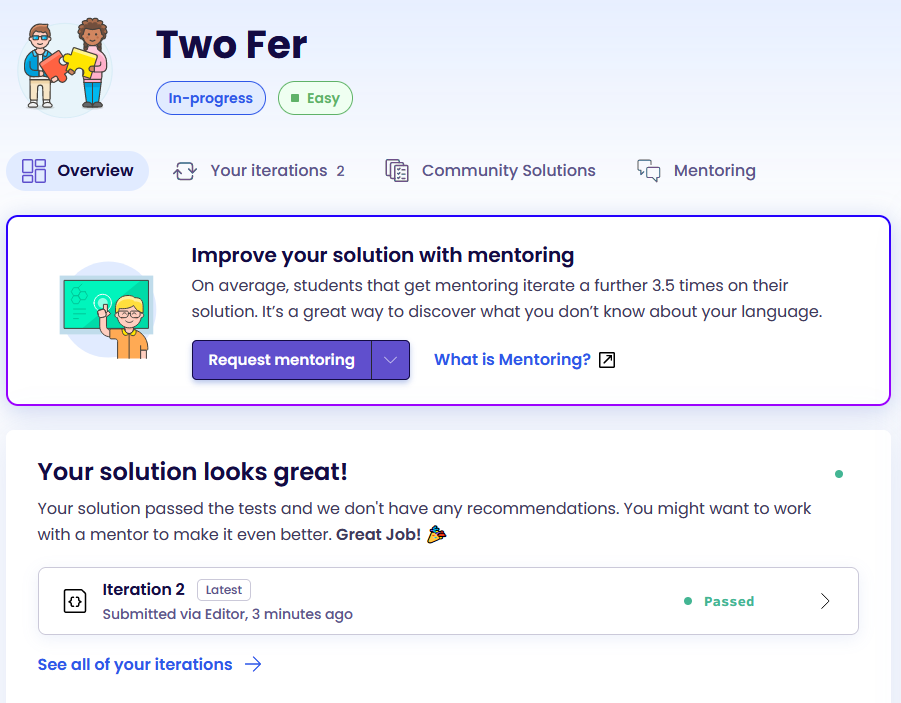 Two Fer
In-progress Easy
Overview Your iterations 2 Community Solutions Mentoring
Improve your solution with mentoring
On average, students that get mentoring iterate a further 3.5 times on their
solution. It’s a great way to discover what you don’t know about your language.
Request mentoring What is Mentoring?
Your solution looks great!
Your solution passed the tests and we don't have any recommendations. You might want to work
with a mentor to make it even better. Great Job! 🎉
Iteration 2 Latest
Submitted via Editor, 3 minutes ago
Passed
See all of your iterations